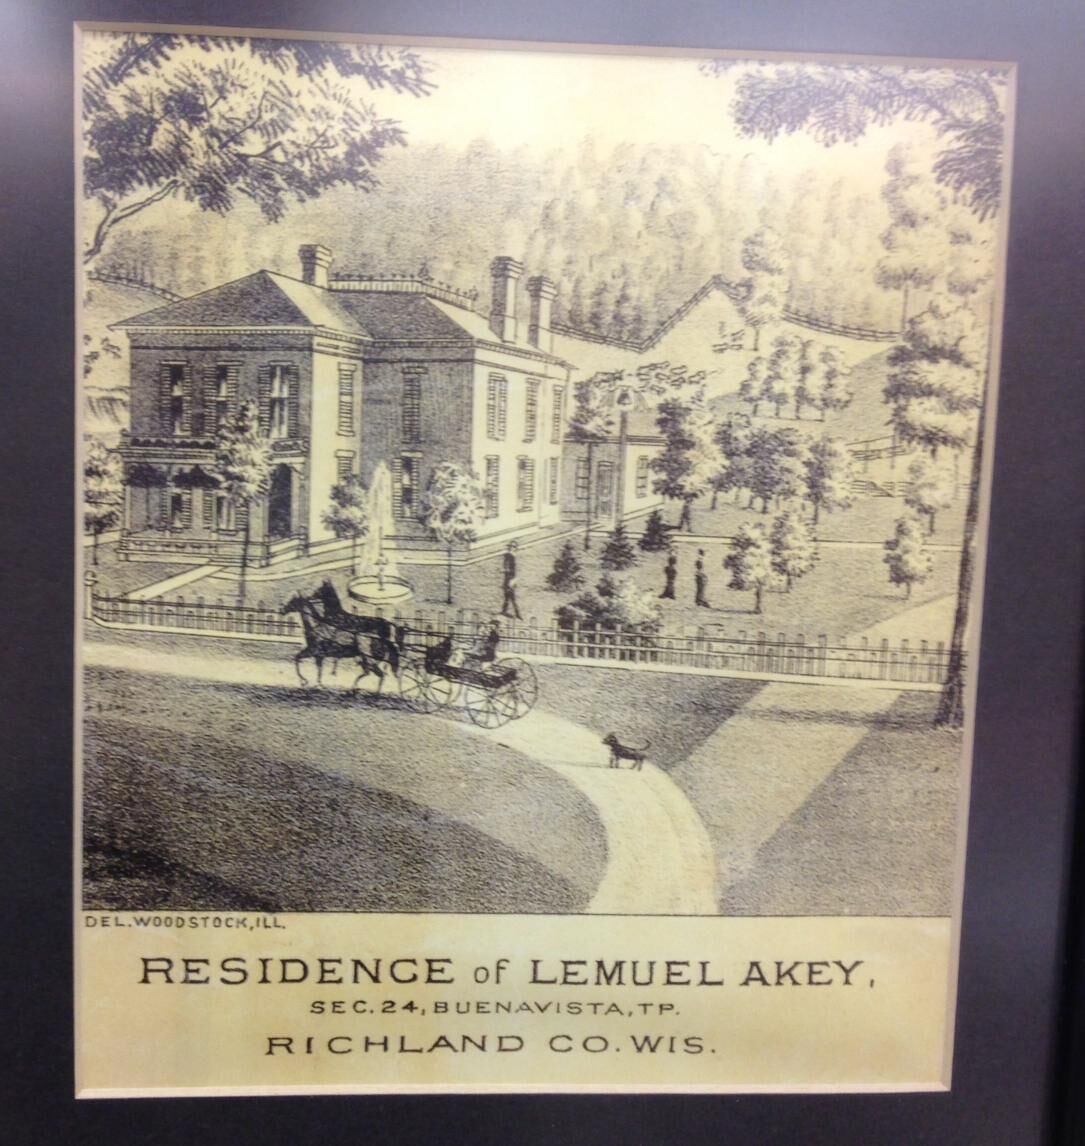 DEL. WOODSTOCK, ILL.
RESIDENCE of LEMUEL AKEY,
SEC. 24, BUENAVISTA, TP.
RICHLAND CO. WIS.